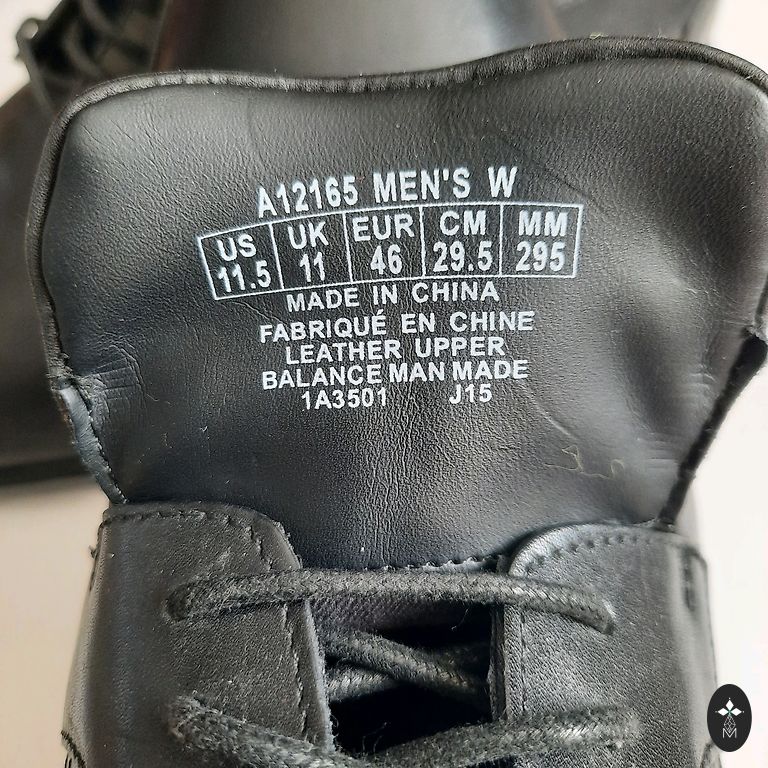 A12165 MEN'S W
US UK EUR CM MM
11.5 11 46 29.5 295
MADE IN CHINA
FABRIQUÉ EN CHINE
LEATHER UPPER
BALANCE MAN MADE
1A3501 J15
M